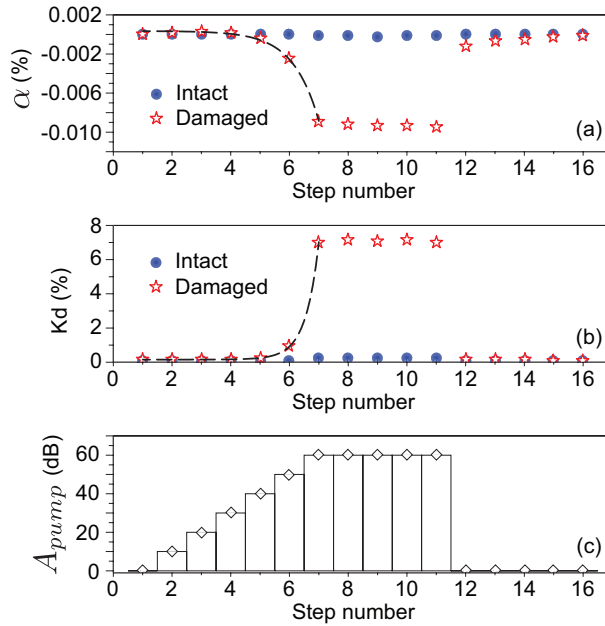 0.002
-0.002
-0.006
-0.010
α (%)
Intact
Damaged
(a)
0 2 4 6 8 10 12 14 16
Step number
8
6
4
2
0
Kd (%)
Intact
Damaged
(b)
0 2 4 6 8 10 12 14 16
Step number
60
40
20
0
A_pump (dB)
(c)
0 2 4 6 8 10 12 14 16
Step number